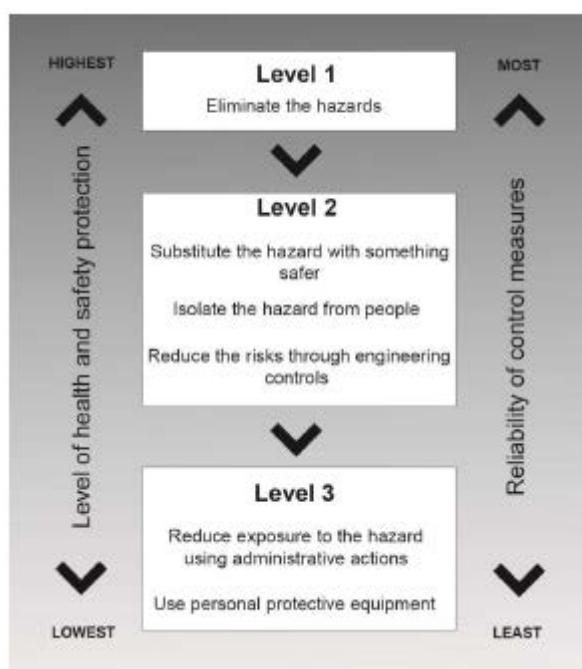 HIGHEST
MOST
Level 1
Eliminate the hazards
Level of health and safety protection
Reliability of control measures
Level 2
Substitute the hazard with something
safer
Isolate the hazard from people
Reduce the risks through engineering
controls
Level 3
Reduce exposure to the hazard
using administrative actions
Use personal protective equipment
LOWEST
LEAST